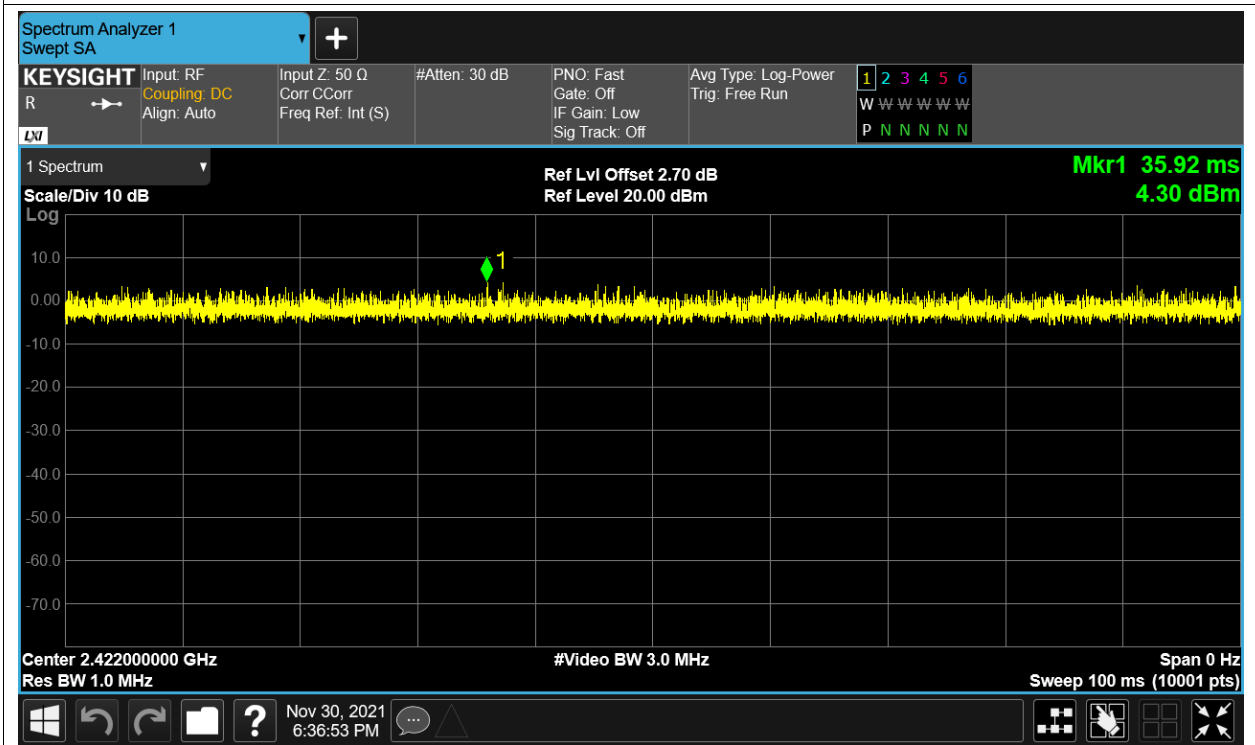 Spectrum Analyzer 1
Swept SA
KEYSIGHT
R
LXI
Input: RF
Coupling: DC
Align: Auto
Input Z: 50 Ω
Corr CCorr
Freq Ref: Int (S)
#Atten: 30 dB
PNO: Fast
Gate: Off
IF Gain: Low
Sig Track: Off
Avg Type: Log-Power
Trig: Free Run
1 2 3 4 5 6
W W W W W W
P N N N N N
1 Spectrum
Scale/Div 10 dB
Log
Ref Lvl Offset 2.70 dB
Ref Level 20.00 dBm
Mkr1 35.92 ms
4.30 dBm
1
10.0
0.00
-10.0
-20.0
-30.0
-40.0
-50.0
-60.0
-70.0
Center 2.422000000 GHz
Res BW 1.0 MHz
#Video BW 3.0 MHz
Span 0 Hz
Sweep 100 ms (10001 pts)
?
Nov 30, 2021
6:36:53 PM